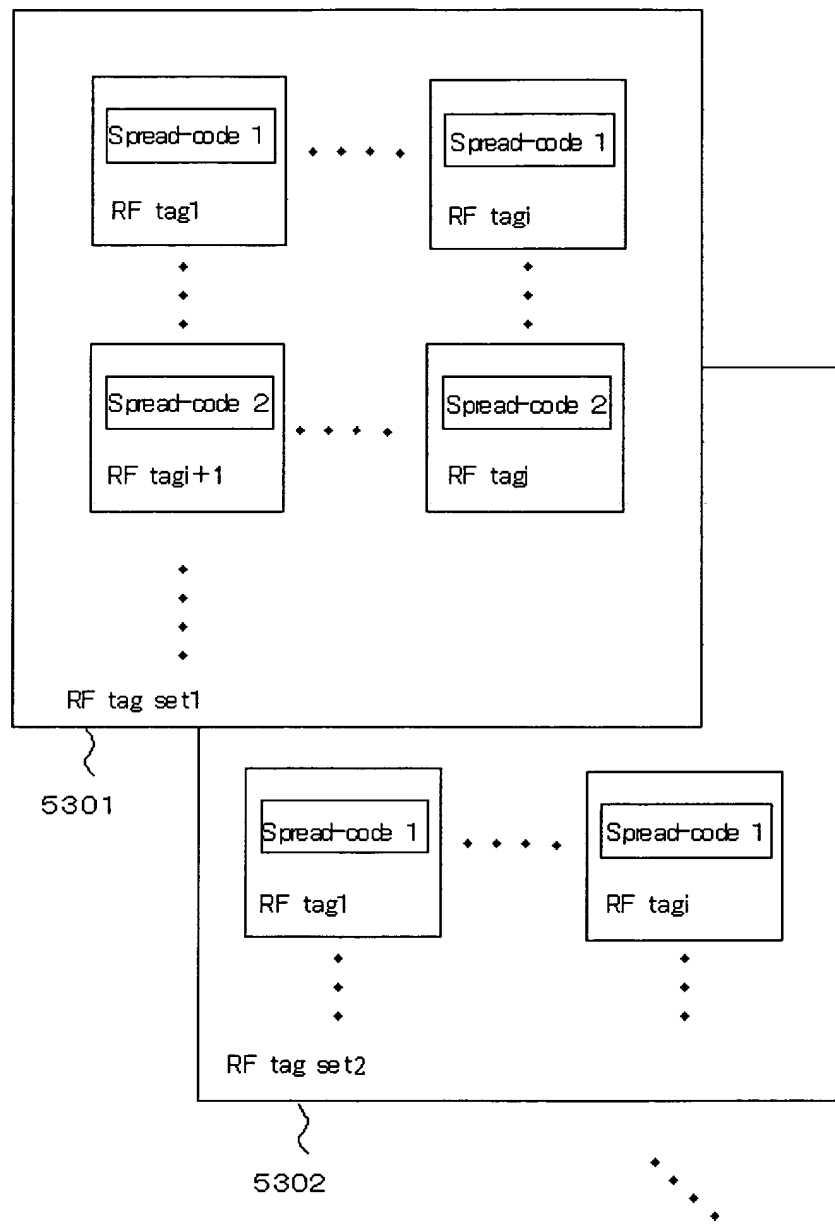 Spread-code 1
Spread-code 1
RF tag1
RF tagi
Spread-code 2
Spread-code 2
RF tagi+1
RF tagj
RF tag set1
5301
Spread-code 1
Spread-code 1
RF tag1
RF tagi
RF tag set2
5302